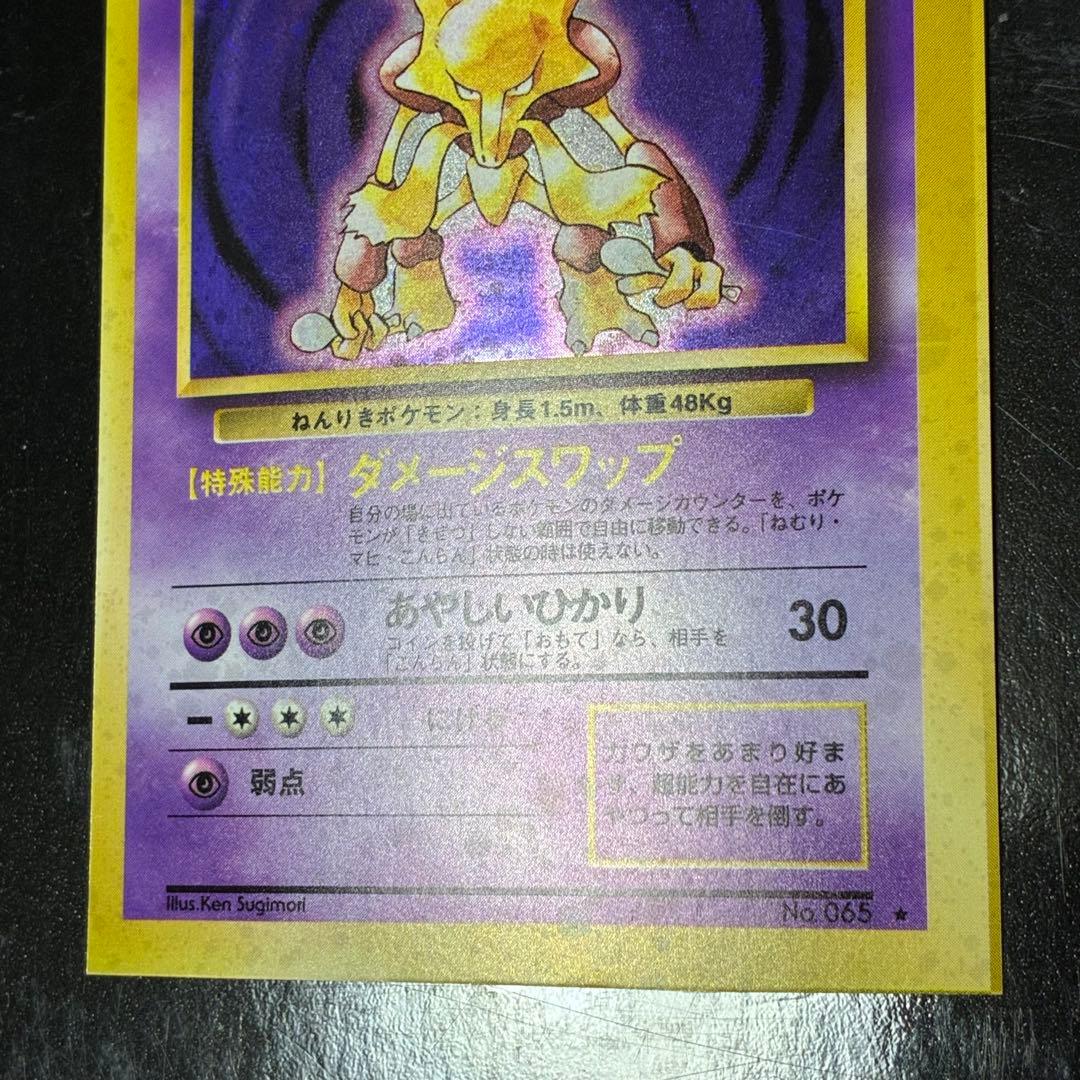 ねんりきポケモン：身長1.5m、体重48Kg
【特殊能力】ダメージスワップ
自分の場に出ているポケモンのダメージカウンターを、ポケ
モンが「きぜつ」しない範囲で自由に移動できる。「ねむり・
マヒ・こんらん」状態の時は使えない。
あやしいひかり 30
コインを投げて「おもて」なら、相手を
「こんらん」状態にする。
ー にげ
弱点
力ワザをあまり好ま
ず、超能力を自在にあ
やつって相手を倒す。
Illus.Ken Sugimori
No. 065 ★